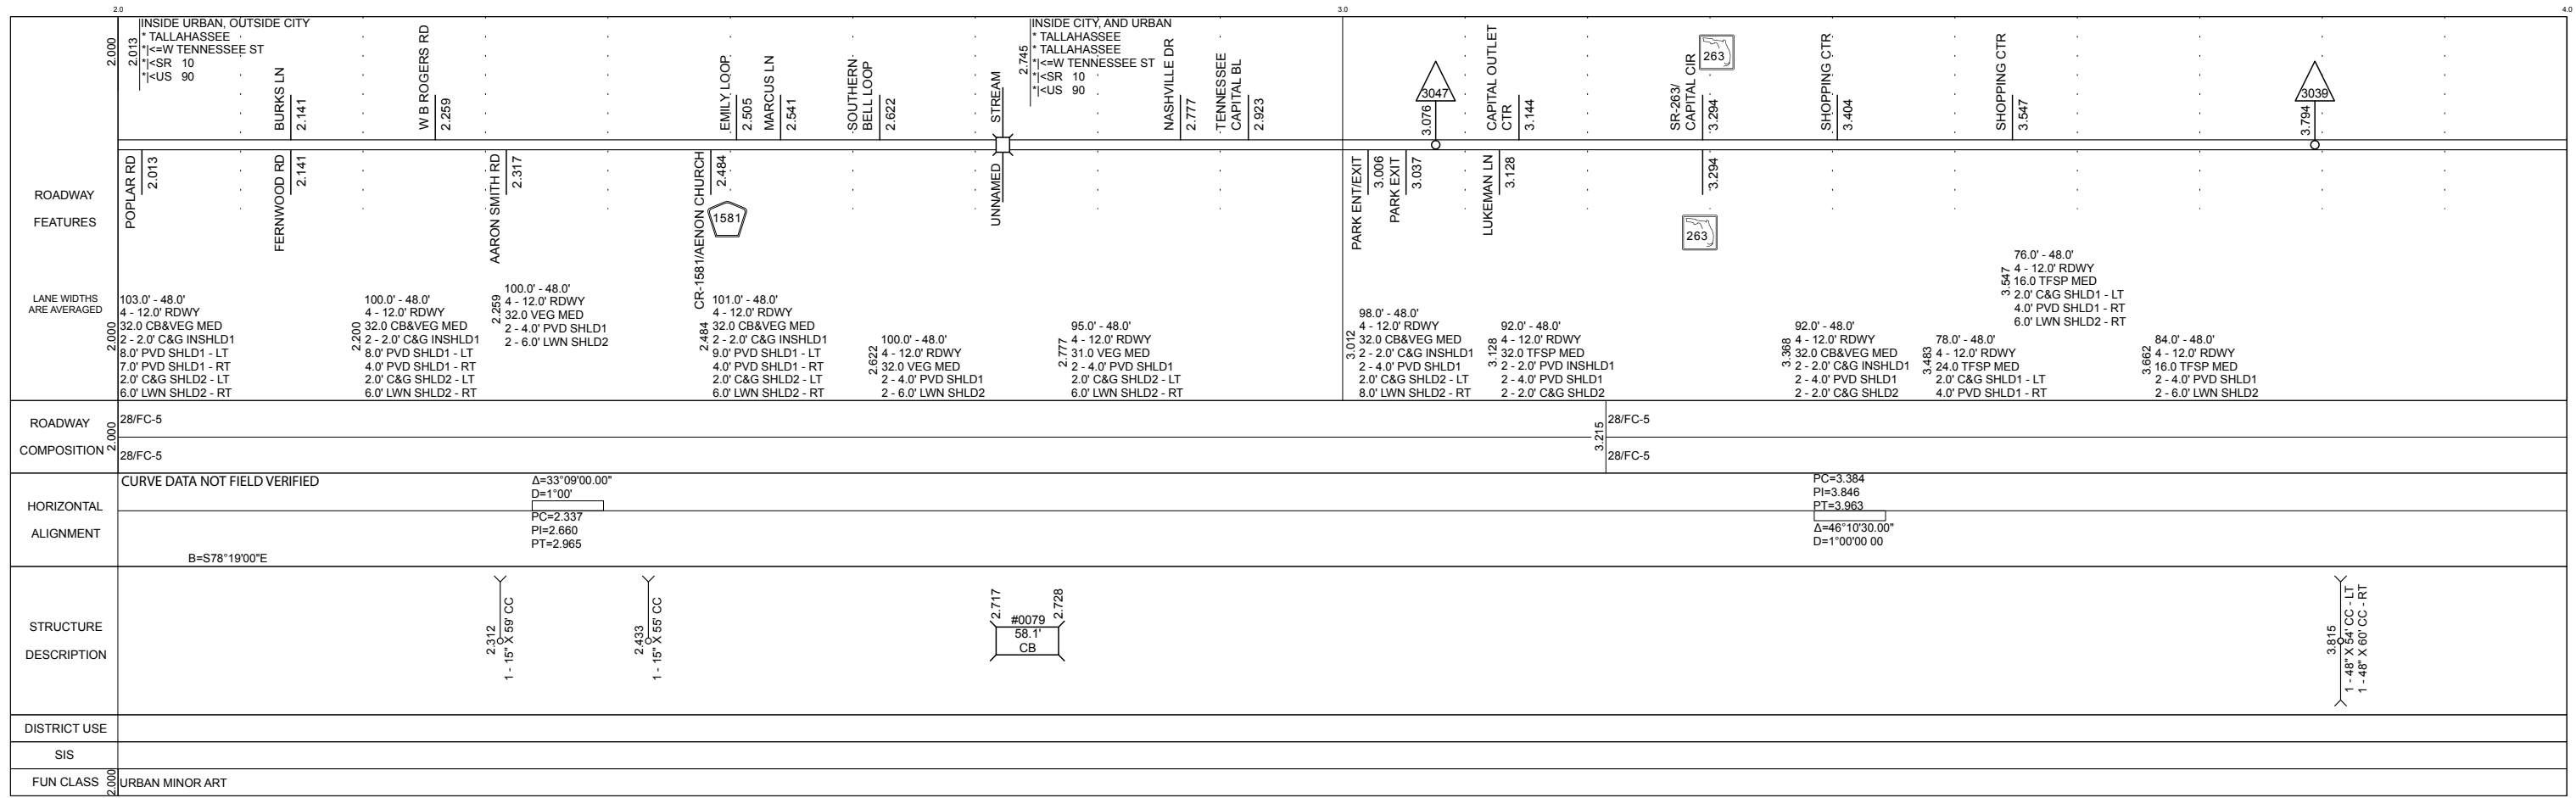 2.0
3.0
4.0
2.000
2.013
INSIDE URBAN, OUTSIDE CITY
* TALLAHASSEE
*|<=W TENNESSEE ST
*|<SR 10
*|<US 90
BURKS LN
2.141
W B ROGERS RD
2.259
EMILY LOOP
2.505
MARCUS LN
2.541
SOUTHERN
BELL LOOP
2.622
STREAM
2.745
INSIDE CITY, AND URBAN
* TALLAHASSEE
* TALLAHASSEE
*|<=W TENNESSEE ST
*|<SR 10
*|<US 90
NASHVILLE DR
2.777
TENNESSEE
CAPITAL BL
2.923
3047
3.076
CAPITAL OUTLET
CTR
3.144
SR-263/
CAPITAL CIR
3.294
263
SHOPPING CTR
3.404
SHOPPING CTR
3.547
3039
3.794
ROADWAY
FEATURES
POPLAR RD
2.013
FERNWOOD RD
2.141
AARON SMITH RD
2.317
CR-1581/AENON CHURCH
2.484
1581
UNNAMED
PARK ENT/EXIT
3.006
PARK EXIT
3.037
LUKEMAN LN
3.128
3.294
263
LANE WIDTHS
ARE AVERAGED
2.000
103.0' - 48.0'
4 - 12.0' RDWY
32.0 CB&VEG MED
2 - 2.0' C&G INSHLD1
8.0' PVD SHLD1 - LT
7.0' PVD SHLD1 - RT
2.0' C&G SHLD2 - LT
6.0' LWN SHLD2 - RT
2.200
100.0' - 48.0'
4 - 12.0' RDWY
32.0 CB&VEG MED
2 - 2.0' C&G INSHLD1
8.0' PVD SHLD1 - LT
4.0' PVD SHLD1 - RT
2.0' C&G SHLD2 - LT
6.0' LWN SHLD2 - RT
2.259
100.0' - 48.0'
4 - 12.0' RDWY
32.0 VEG MED
2 - 4.0' PVD SHLD1
2 - 6.0' LWN SHLD2
2.484
101.0' - 48.0'
4 - 12.0' RDWY
32.0 CB&VEG MED
2 - 2.0' C&G INSHLD1
9.0' PVD SHLD1 - LT
4.0' PVD SHLD1 - RT
2.0' C&G SHLD2 - LT
6.0' LWN SHLD2 - RT
2.622
100.0' - 48.0'
4 - 12.0' RDWY
32.0 VEG MED
2 - 4.0' PVD SHLD1
2 - 6.0' LWN SHLD2
2.777
95.0' - 48.0'
4 - 12.0' RDWY
31.0 VEG MED
2 - 4.0' PVD SHLD1
2.0' C&G SHLD2 - LT
6.0' LWN SHLD2 - RT
3.012
98.0' - 48.0'
4 - 12.0' RDWY
32.0 CB&VEG MED
2 - 2.0' C&G INSHLD1
2 - 4.0' PVD SHLD1
2.0' C&G SHLD2 - LT
8.0' LWN SHLD2 - RT
3.128
92.0' - 48.0'
4 - 12.0' RDWY
32.0 TFSP MED
2 - 2.0' PVD INSHLD1
2 - 4.0' PVD SHLD1
2 - 2.0' C&G SHLD2
3.368
92.0' - 48.0'
4 - 12.0' RDWY
32.0 CB&VEG MED
2 - 2.0' C&G INSHLD1
2 - 4.0' PVD SHLD1
2 - 2.0' C&G SHLD2
3.483
78.0' - 48.0'
4 - 12.0' RDWY
24.0 TFSP MED
2.0' C&G SHLD1 - LT
4.0' PVD SHLD1 - RT
3.547
76.0' - 48.0'
4 - 12.0' RDWY
16.0 TFSP MED
2.0' C&G SHLD1 - LT
4.0' PVD SHLD1 - RT
6.0' LWN SHLD2 - RT
3.662
84.0' - 48.0'
4 - 12.0' RDWY
16.0 TFSP MED
2 - 4.0' PVD SHLD1
2 - 6.0' LWN SHLD2
ROADWAY
COMPOSITION
2.000
28/FC-5
28/FC-5
3.215
28/FC-5
28/FC-5
HORIZONTAL
ALIGNMENT
CURVE DATA NOT FIELD VERIFIED
B=S78°19'00"E
Δ=33°09'00.00"
D=1°00'
PC=2.337
PI=2.660
PT=2.965
PC=3.384
PI=3.846
PT=3.963
Δ=46°10'30.00"
D=1°00'00 00
STRUCTURE
DESCRIPTION
2.312
1 - 15" X 59' CC
2.433
1 - 15" X 55' CC
2.717
2.728
#0079
58.1'
CB
3.815
1 - 48" X 54' CC - LT
1 - 48" X 60' CC - RT
DISTRICT USE
SIS
FUN CLASS
2.000
URBAN MINOR ART